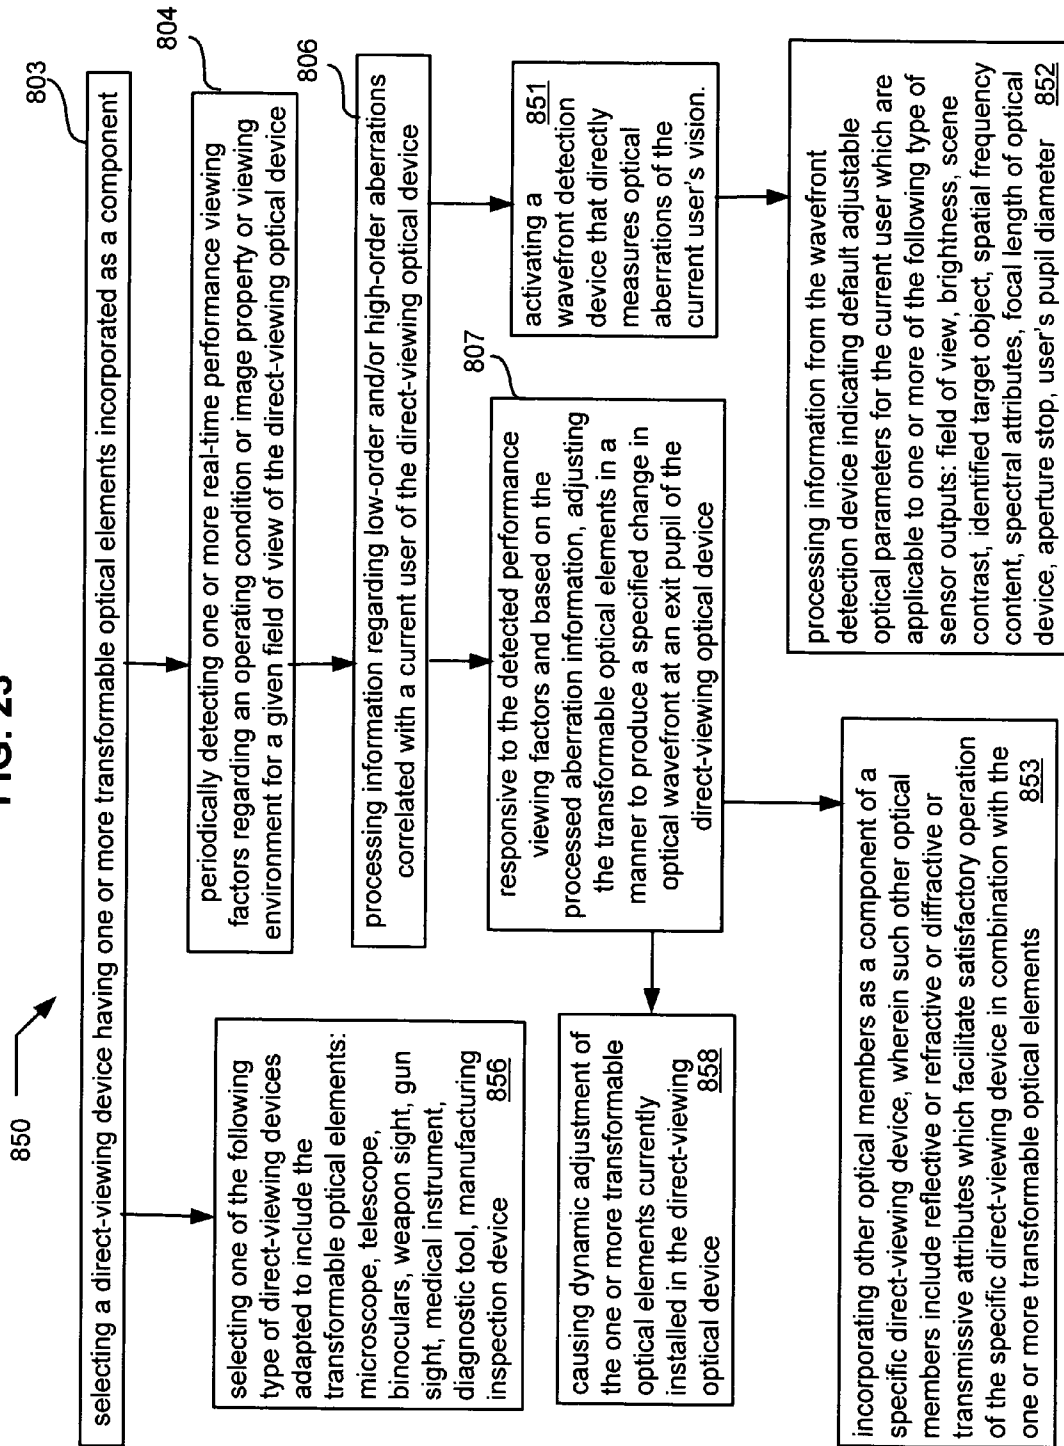 FIG. 25
850
selecting a direct-viewing device having one or more transformable optical elements incorporated as a component
803
periodically detecting one or more real-time performance viewing
factors regarding an operating condition or image property or viewing
environment for a given field of view of the direct-viewing optical device
804
selecting one of the following
type of direct-viewing devices
adapted to include the
transformable optical elements:
microscope, telescope,
binoculars, weapon sight, gun
sight, medical instrument,
diagnostic tool, manufacturing
inspection device 856
processing information regarding low-order and/or high-order aberrations
correlated with a current user of the direct-viewing optical device
806
causing dynamic adjustment of
the one or more transformable
optical elements currently
installed in the direct-viewing
optical device 858
responsive to the detected performance
viewing factors and based on the
processed aberration information, adjusting
the transformable optical elements in a
manner to produce a specified change in
optical wavefront at an exit pupil of the
direct-viewing optical device
807
activating a 851
wavefront detection
device that directly
measures optical
aberrations of the
current user's vision.
incorporating other optical members as a component of a
specific direct-viewing device, wherein such other optical
members include reflective or refractive or diffractive or
transmissive attributes which facilitate satisfactory operation
of the specific direct-viewing device in combination with the
one or more transformable optical elements 853
processing information from the wavefront
detection device indicating default adjustable
optical parameters for the current user which are
applicable to one or more of the following type of
sensor outputs: field of view, brightness, scene
contrast, identified target object, spatial frequency
content, spectral attributes, focal length of optical
device, aperture stop, user's pupil diameter 852